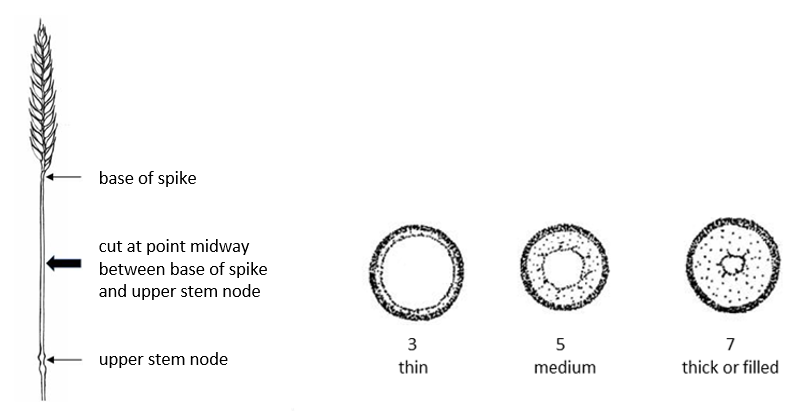 base of spike
cut at point midway
between base of spike
and upper stem node
upper stem node
3
thin
5
medium
7
thick or filled